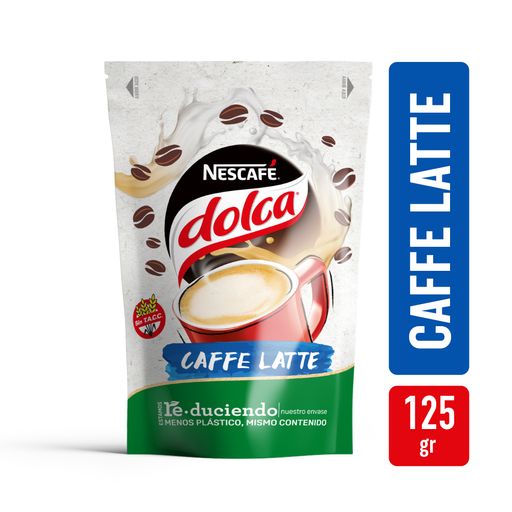 NESCAFÉ
dolca
Sin T.A.C.C.
CAFFE LATTE
ESTAMOS
re·duciendo nuestro envase
MENOS PLÁSTICO, MISMO CONTENIDO
CAFFE LATTE
125
gr